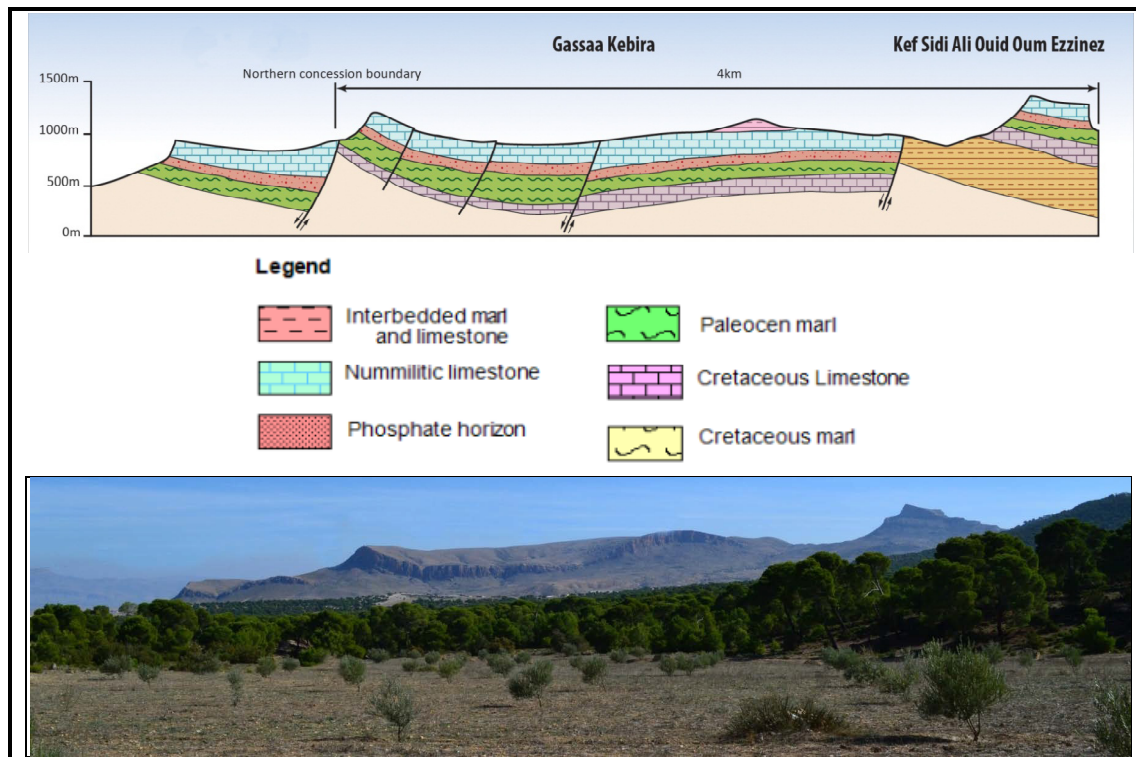 Gassaa Kebira
Kef Sidi Ali Ouid Oum Ezzinez
Northern concession boundary
4km
1500m
1000m
500m
0m
Legend
Interbedded marl
and limestone
Nummilitic limestone
Phosphate horizon
Paleocen marl
Cretaceous Limestone
Cretaceous marl